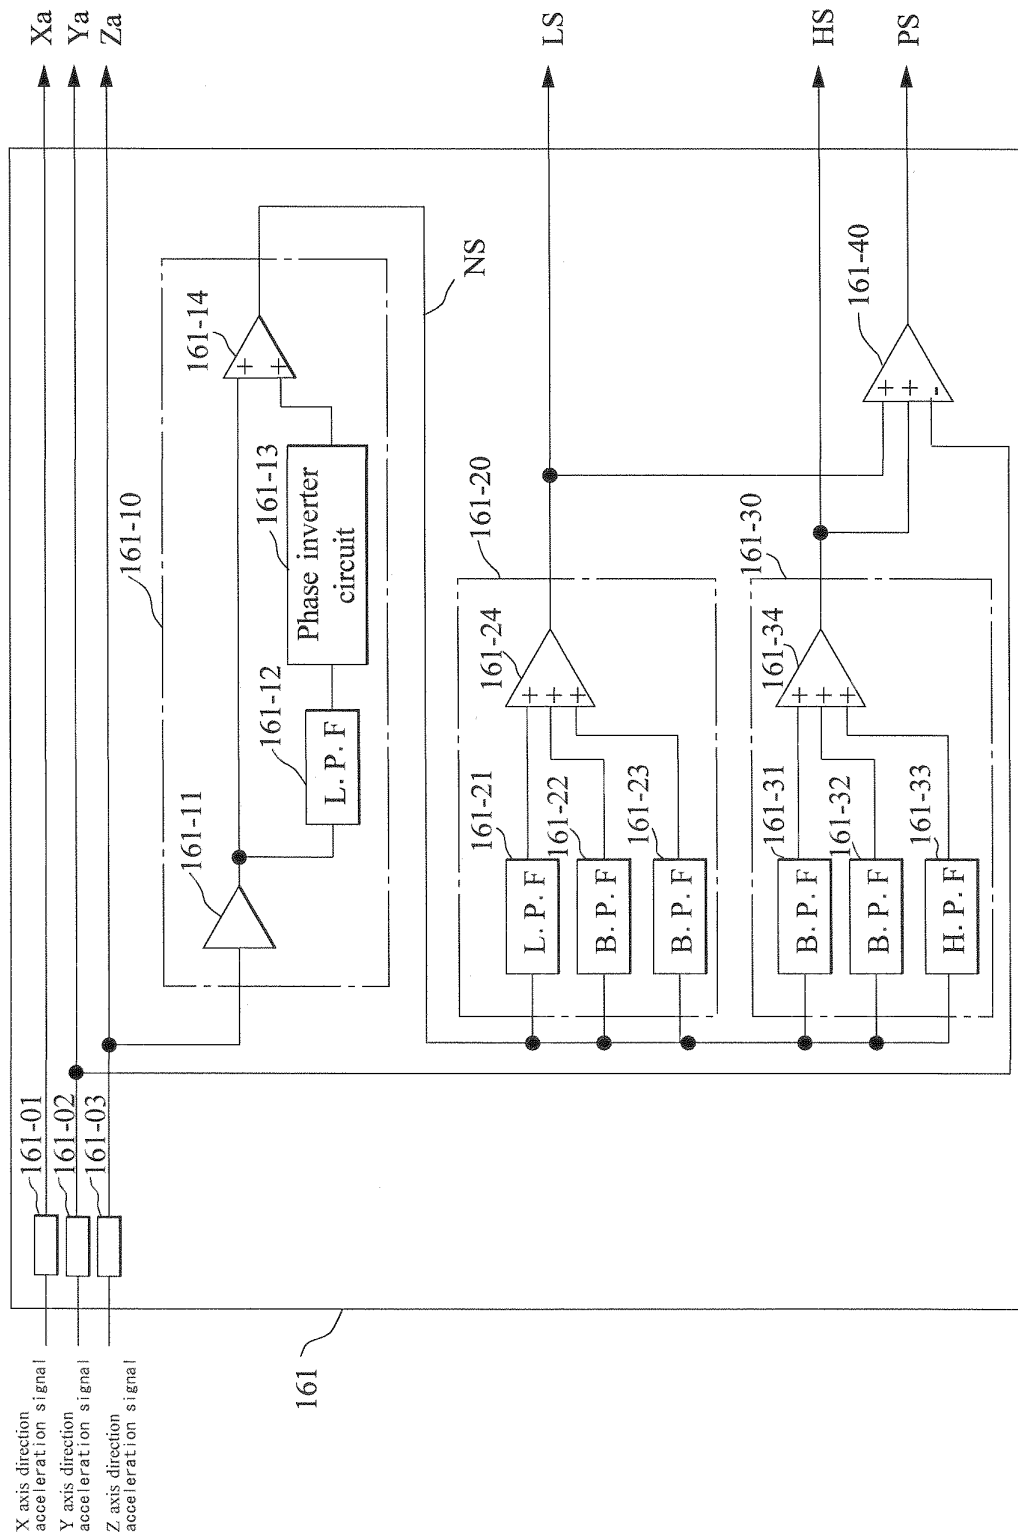 X axis direction
acceleration signal
Y axis direction
acceleration signal
Z axis direction
acceleration signal
161-01
161-02
161-03
Xa
Ya
Za
161
161-10
161-11
161-12
L. P. F
161-13
Phase inverter
circuit
161-14
+
+
NS
161-20
161-21
L. P. F
161-22
B. P. F
161-23
B. P. F
161-24
+
+
+
LS
161-30
161-31
B. P. F
161-32
B. P. F
161-33
H. P. F
161-34
+
+
+
HS
161-40
+
+
-
PS